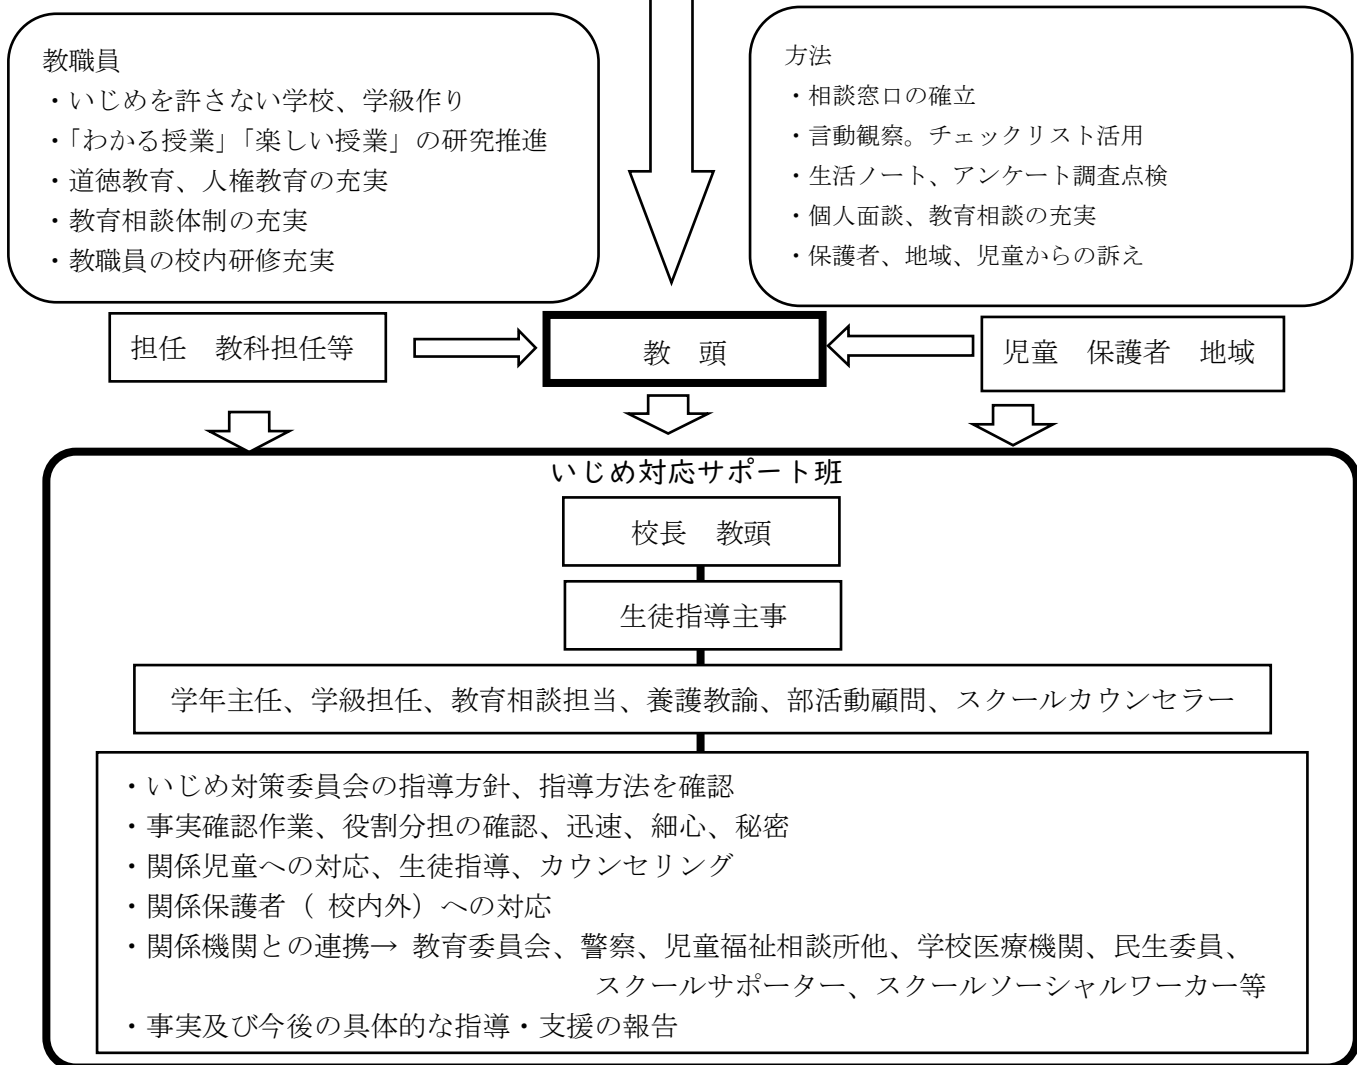 教職員
・いじめを許さない学校、学級作り
・「わかる授業」「楽しい授業」の研究推進
・道徳教育、人権教育の充実
・教育相談体制の充実
・教職員の校内研修充実
方法
・相談窓口の確立
・言動観察。チェックリスト活用
・生活ノート、アンケート調査点検
・個人面談、教育相談の充実
・保護者、地域、児童からの訴え
担任　教科担任等
教　頭
児童　保護者　地域
いじめ対応サポート班
校長　教頭
生徒指導主事
学年主任、学級担任、教育相談担当、養護教諭、部活動顧問、スクールカウンセラー
・いじめ対策委員会の指導方針、指導方法を確認
・事実確認作業、役割分担の確認、迅速、細心、秘密
・関係児童への対応、生徒指導、カウンセリング
・関係保護者（ 校内外）への対応
・関係機関との連携→ 教育委員会、警察、児童福祉相談所他、学校医療機関、民生委員、
スクールサポーター、スクールソーシャルワーカー等
・事実及び今後の具体的な指導・支援の報告